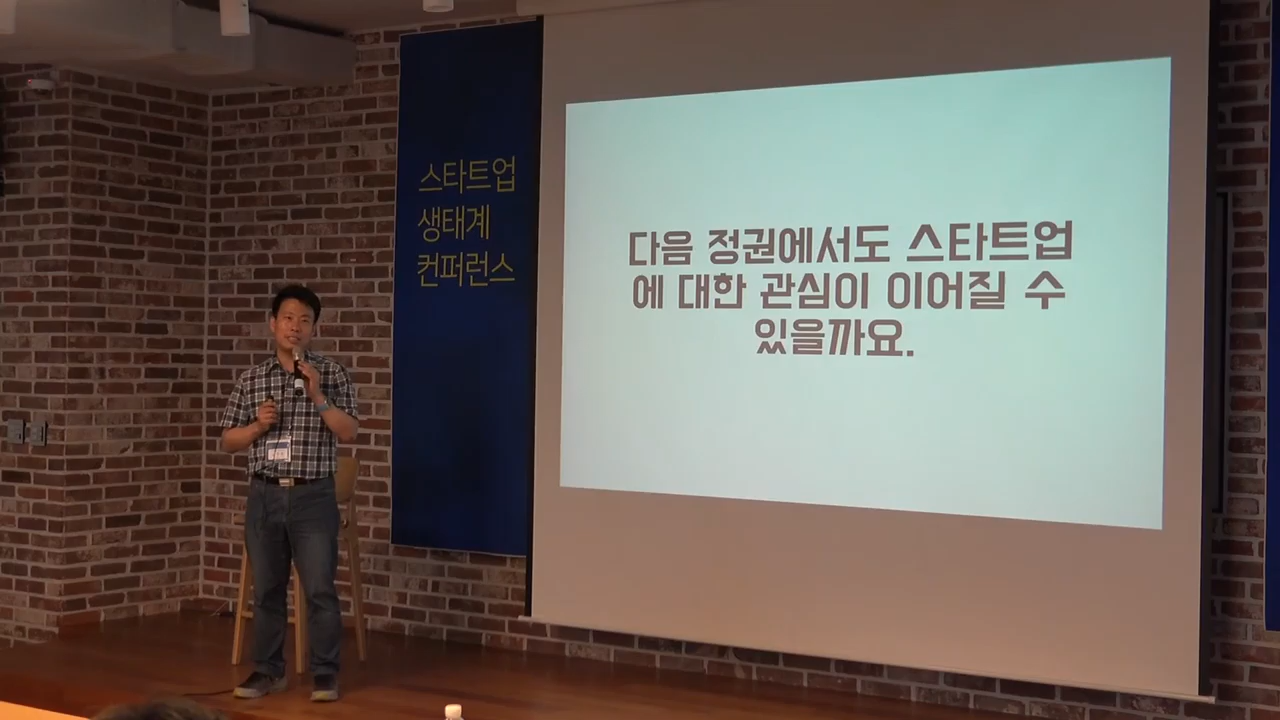 스타트업
생태계
컨퍼런스
다음 정권에서도 스타트업
에 대한 관심이 이어질 수
있을까요.